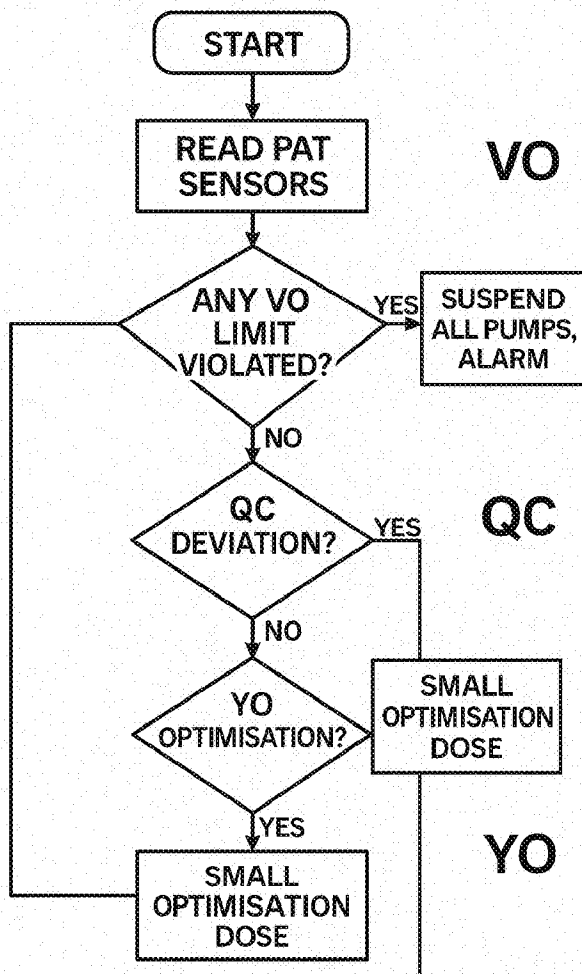 START
READ PAT
SENSORS
VO
ANY VO
LIMIT
VIOLATED?
YES
SUSPEND
ALL PUMPS,
ALARM
NO
QC
DEVIATION?
YES
QC
NO
YO
OPTIMISATION?
SMALL
OPTIMISATION
DOSE
YES
YO
SMALL
OPTIMISATION
DOSE